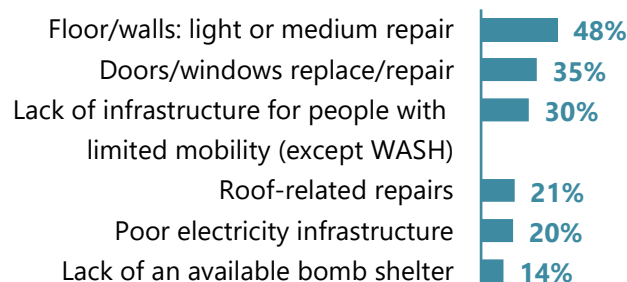 Floor/walls: light or medium repair 48%
Doors/windows replace/repair 35%
Lack of infrastructure for people with 30%
limited mobility (except WASH)
Roof-related repairs 21%
Poor electricity infrastructure 20%
Lack of an available bomb shelter 14%